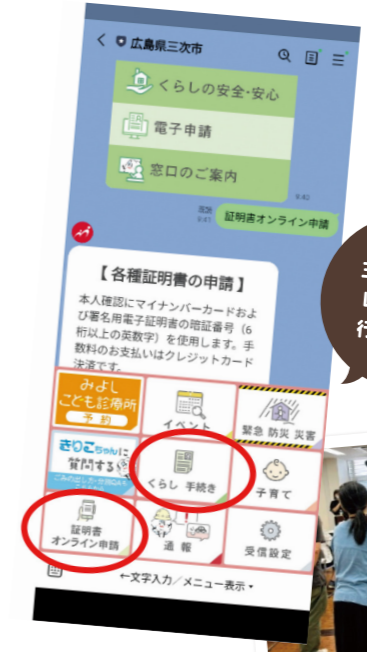 広島県三次市
くらしの安全・安心
電子申請
窓口のご案内
9:42
既読
9:41
証明書オンライン申請
【各種証明書の申請】
本人確認にマイナンバーカードおよ
び署名用電子証明書の暗証番号（6
桁以上の英数字）を使用します。手
数料のお支払いはクレジットカード
決済です。
みよし
こども診療所
予約
イベント
緊急 防災 災害
きりこちゃんに
質問する
くらし 手続き
子育て
証明書
オンライン申請
通報
受信設定
←文字入力／メニュー表示▾